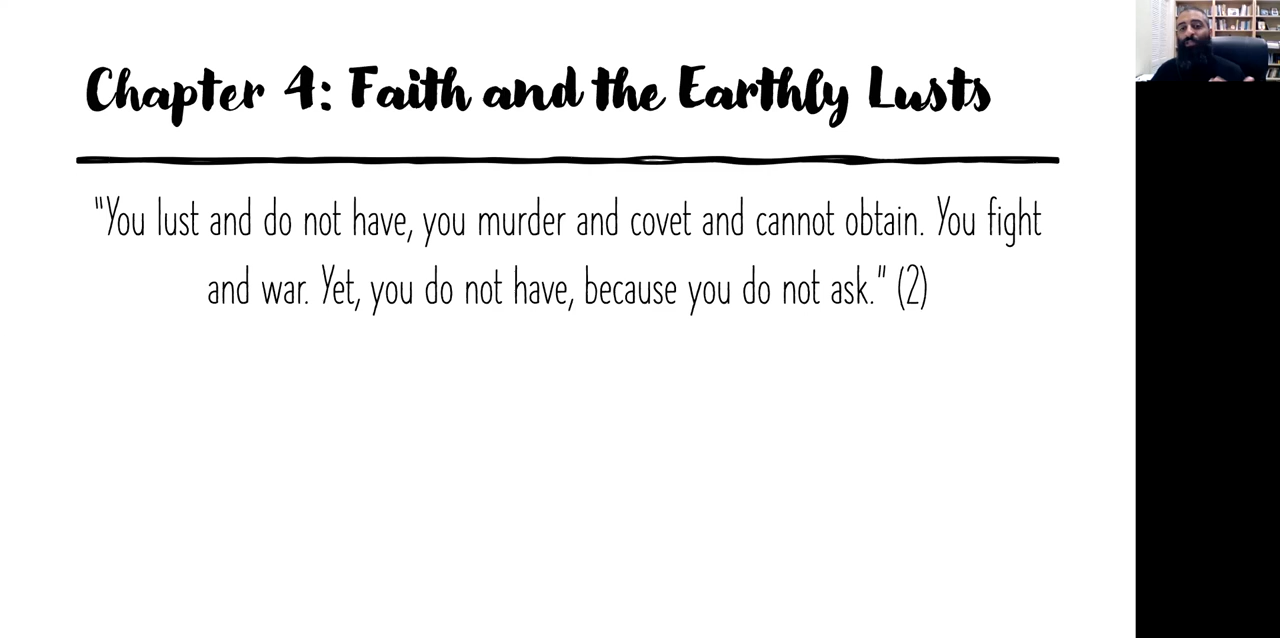 Chapter 4: Faith and the Earthly Lusts
"You lust and do not have, you murder and covet and cannot obtain. You fight
and war. Yet, you do not have, because you do not ask." (2)